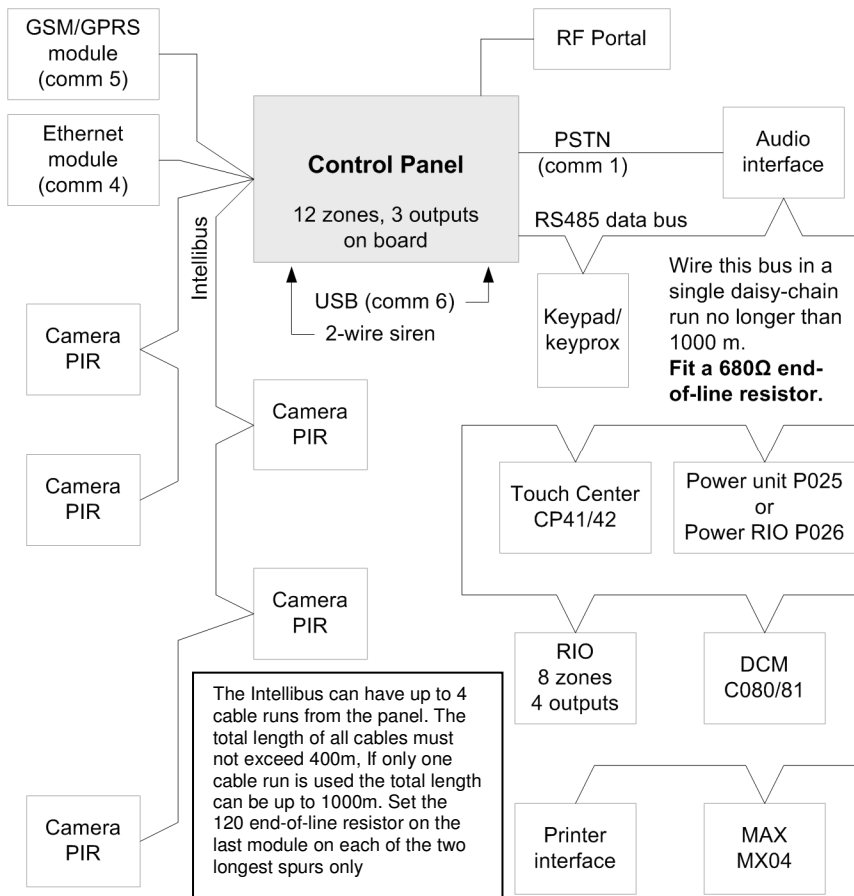 GSM/GPRS
module
(comm 5)
RF Portal
Ethernet
module
(comm 4)
Control Panel
12 zones, 3 outputs
on board
PSTN
(comm 1)
Audio
interface
Intellibus
RS485 data bus
USB (comm 6)
2-wire siren
Keypad/
keyprox
Wire this bus in a
single daisy-chain
run no longer than
1000 m.
Fit a 680Ω end-
of-line resistor.
Camera
PIR
Camera
PIR
Camera
PIR
Touch Center
CP41/42
Power unit P025
or
Power RIO P026
Camera
PIR
RIO
8 zones
4 outputs
DCM
C080/81
The Intellibus can have up to 4
cable runs from the panel. The
total length of all cables must
not exceed 400m, If only one
cable run is used the total length
can be up to 1000m. Set the
120 end-of-line resistor on the
last module on each of the two
longest spurs only
Camera
PIR
Printer
interface
MAX
MX04